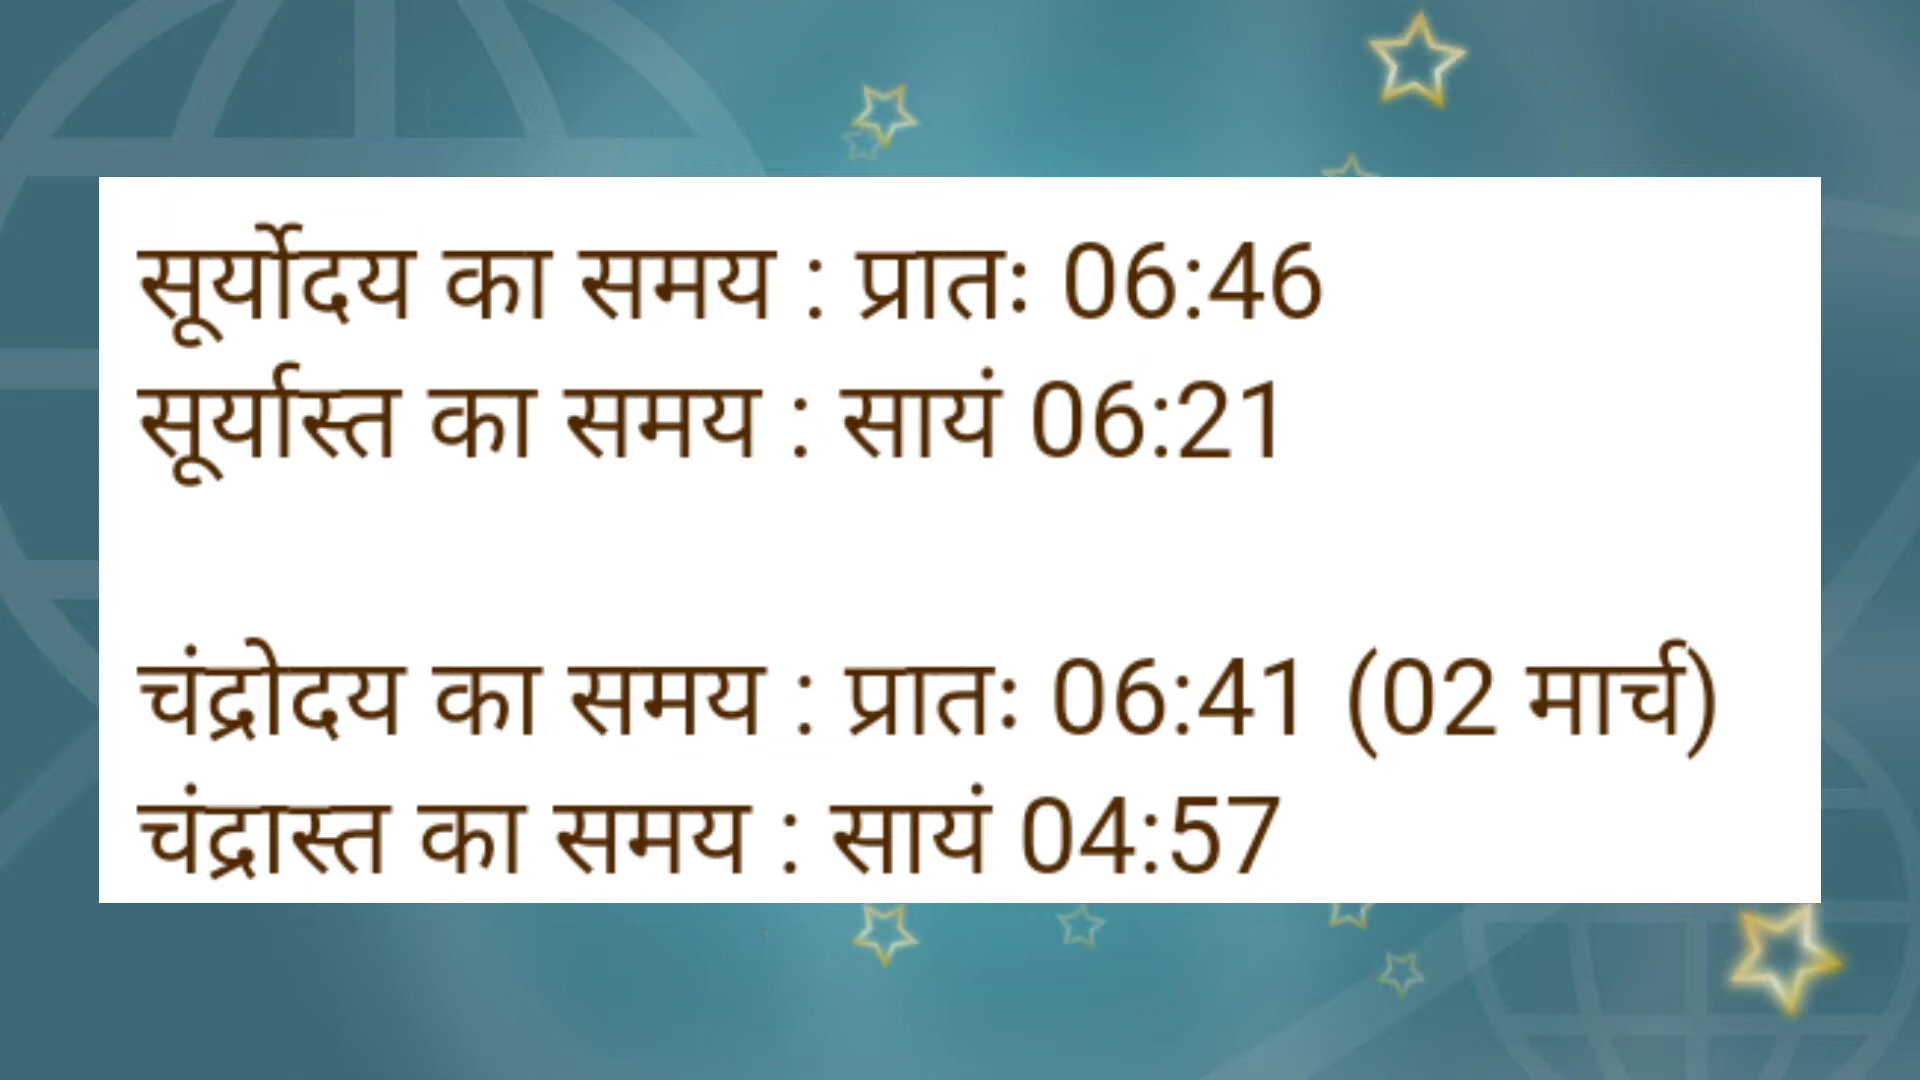 सूर्योदय का समय : प्रातः 06:46
सूर्यास्त का समय : सायं 06:21
चंद्रोदय का समय : प्रातः 06:41 (02 मार्च)
चंद्रास्त का समय : सायं 04:57